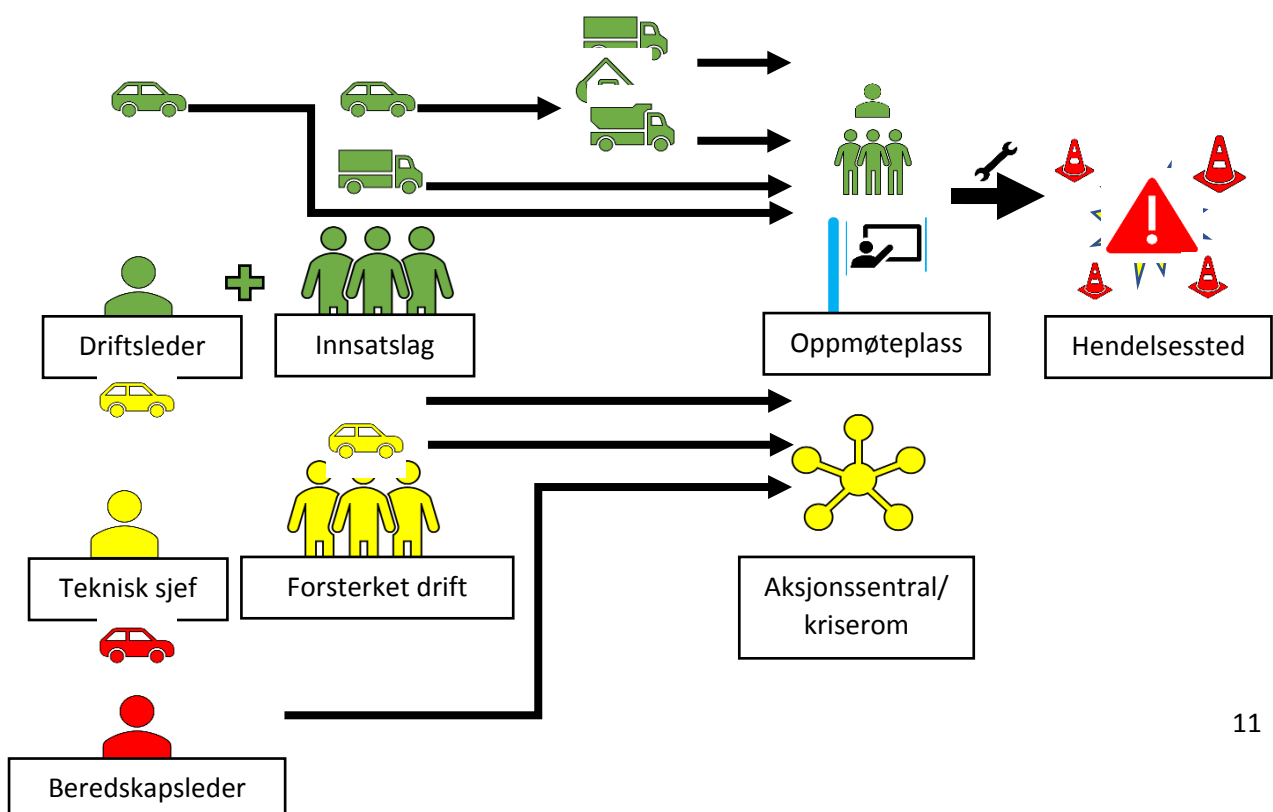 Driftsleder
Innsatslag
Oppmøteplass
Hendelsessted
Teknisk sjef
Forsterket drift
Aksjonssentral/
kriserom
Beredskapsleder
11